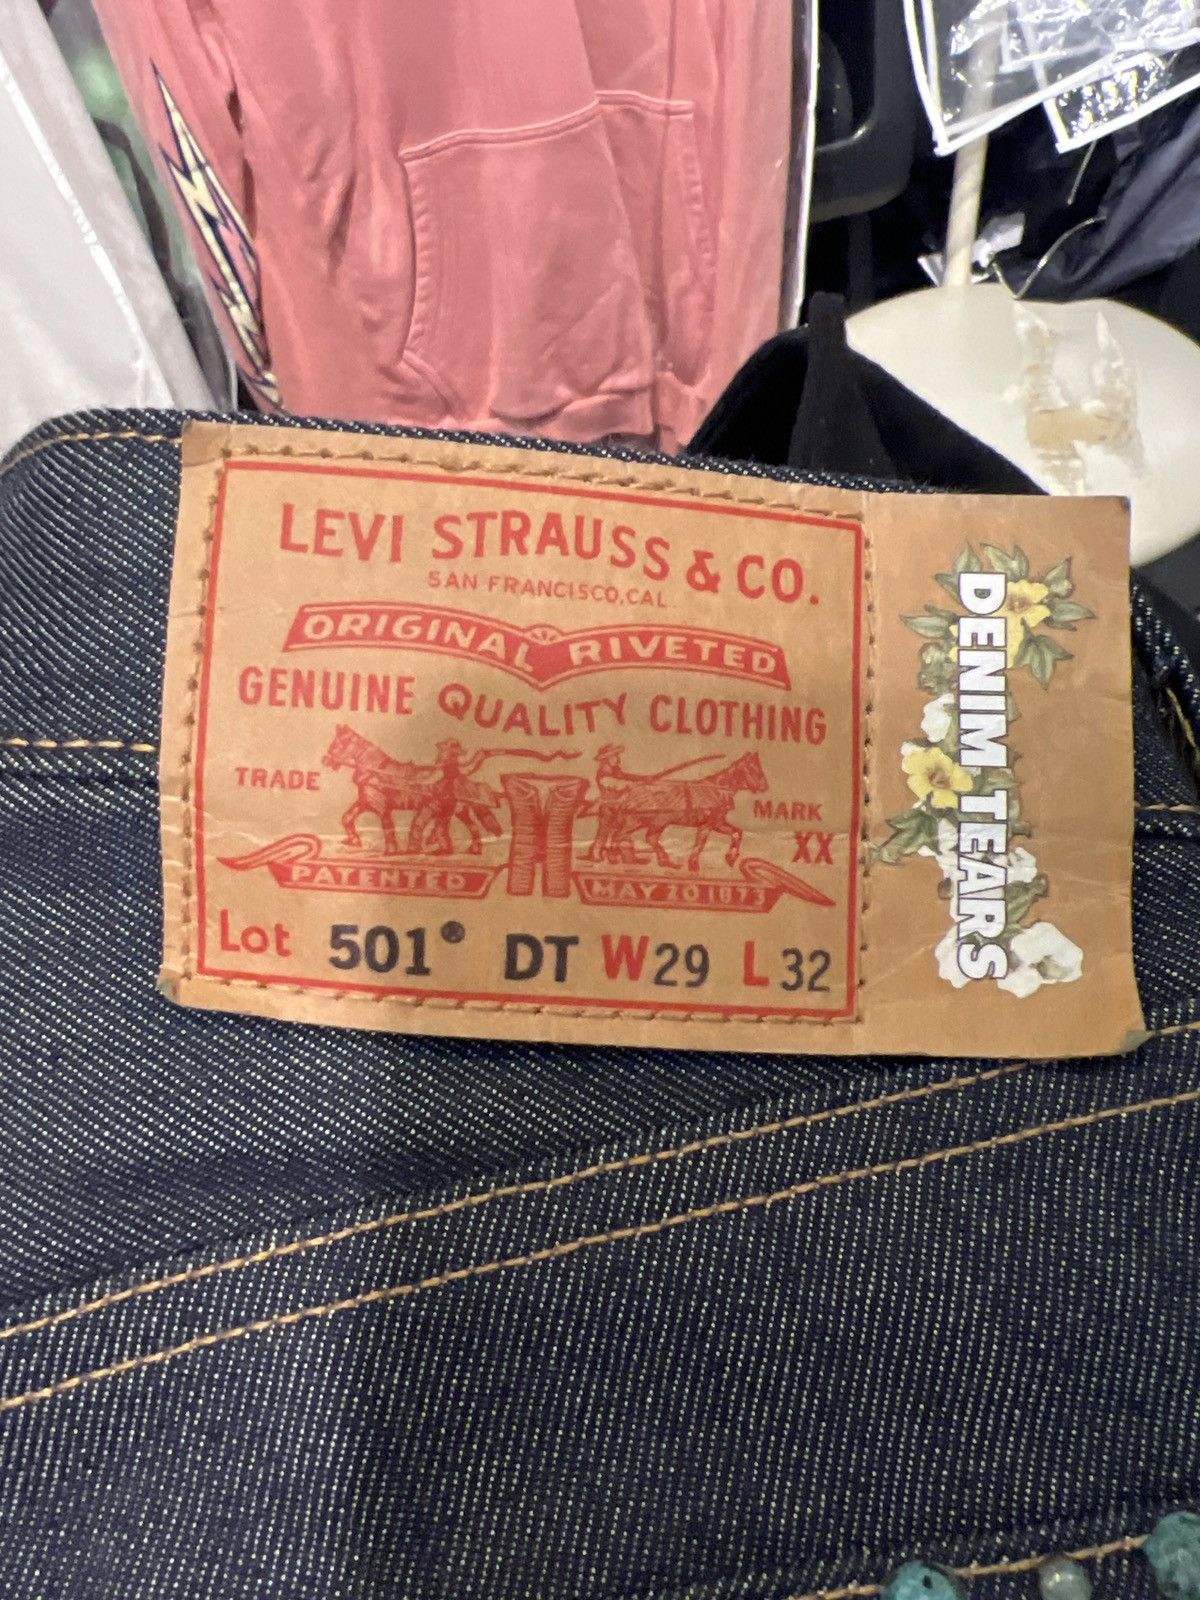 LEVI STRAUSS & CO.
SAN FRANCISCO, CAL.
ORIGINAL RIVETED
GENUINE QUALITY CLOTHING
TRADE MARK
XX
PATENTED MAY 20 1873
Lot 501® DT W29 L32
DENIM TEARS